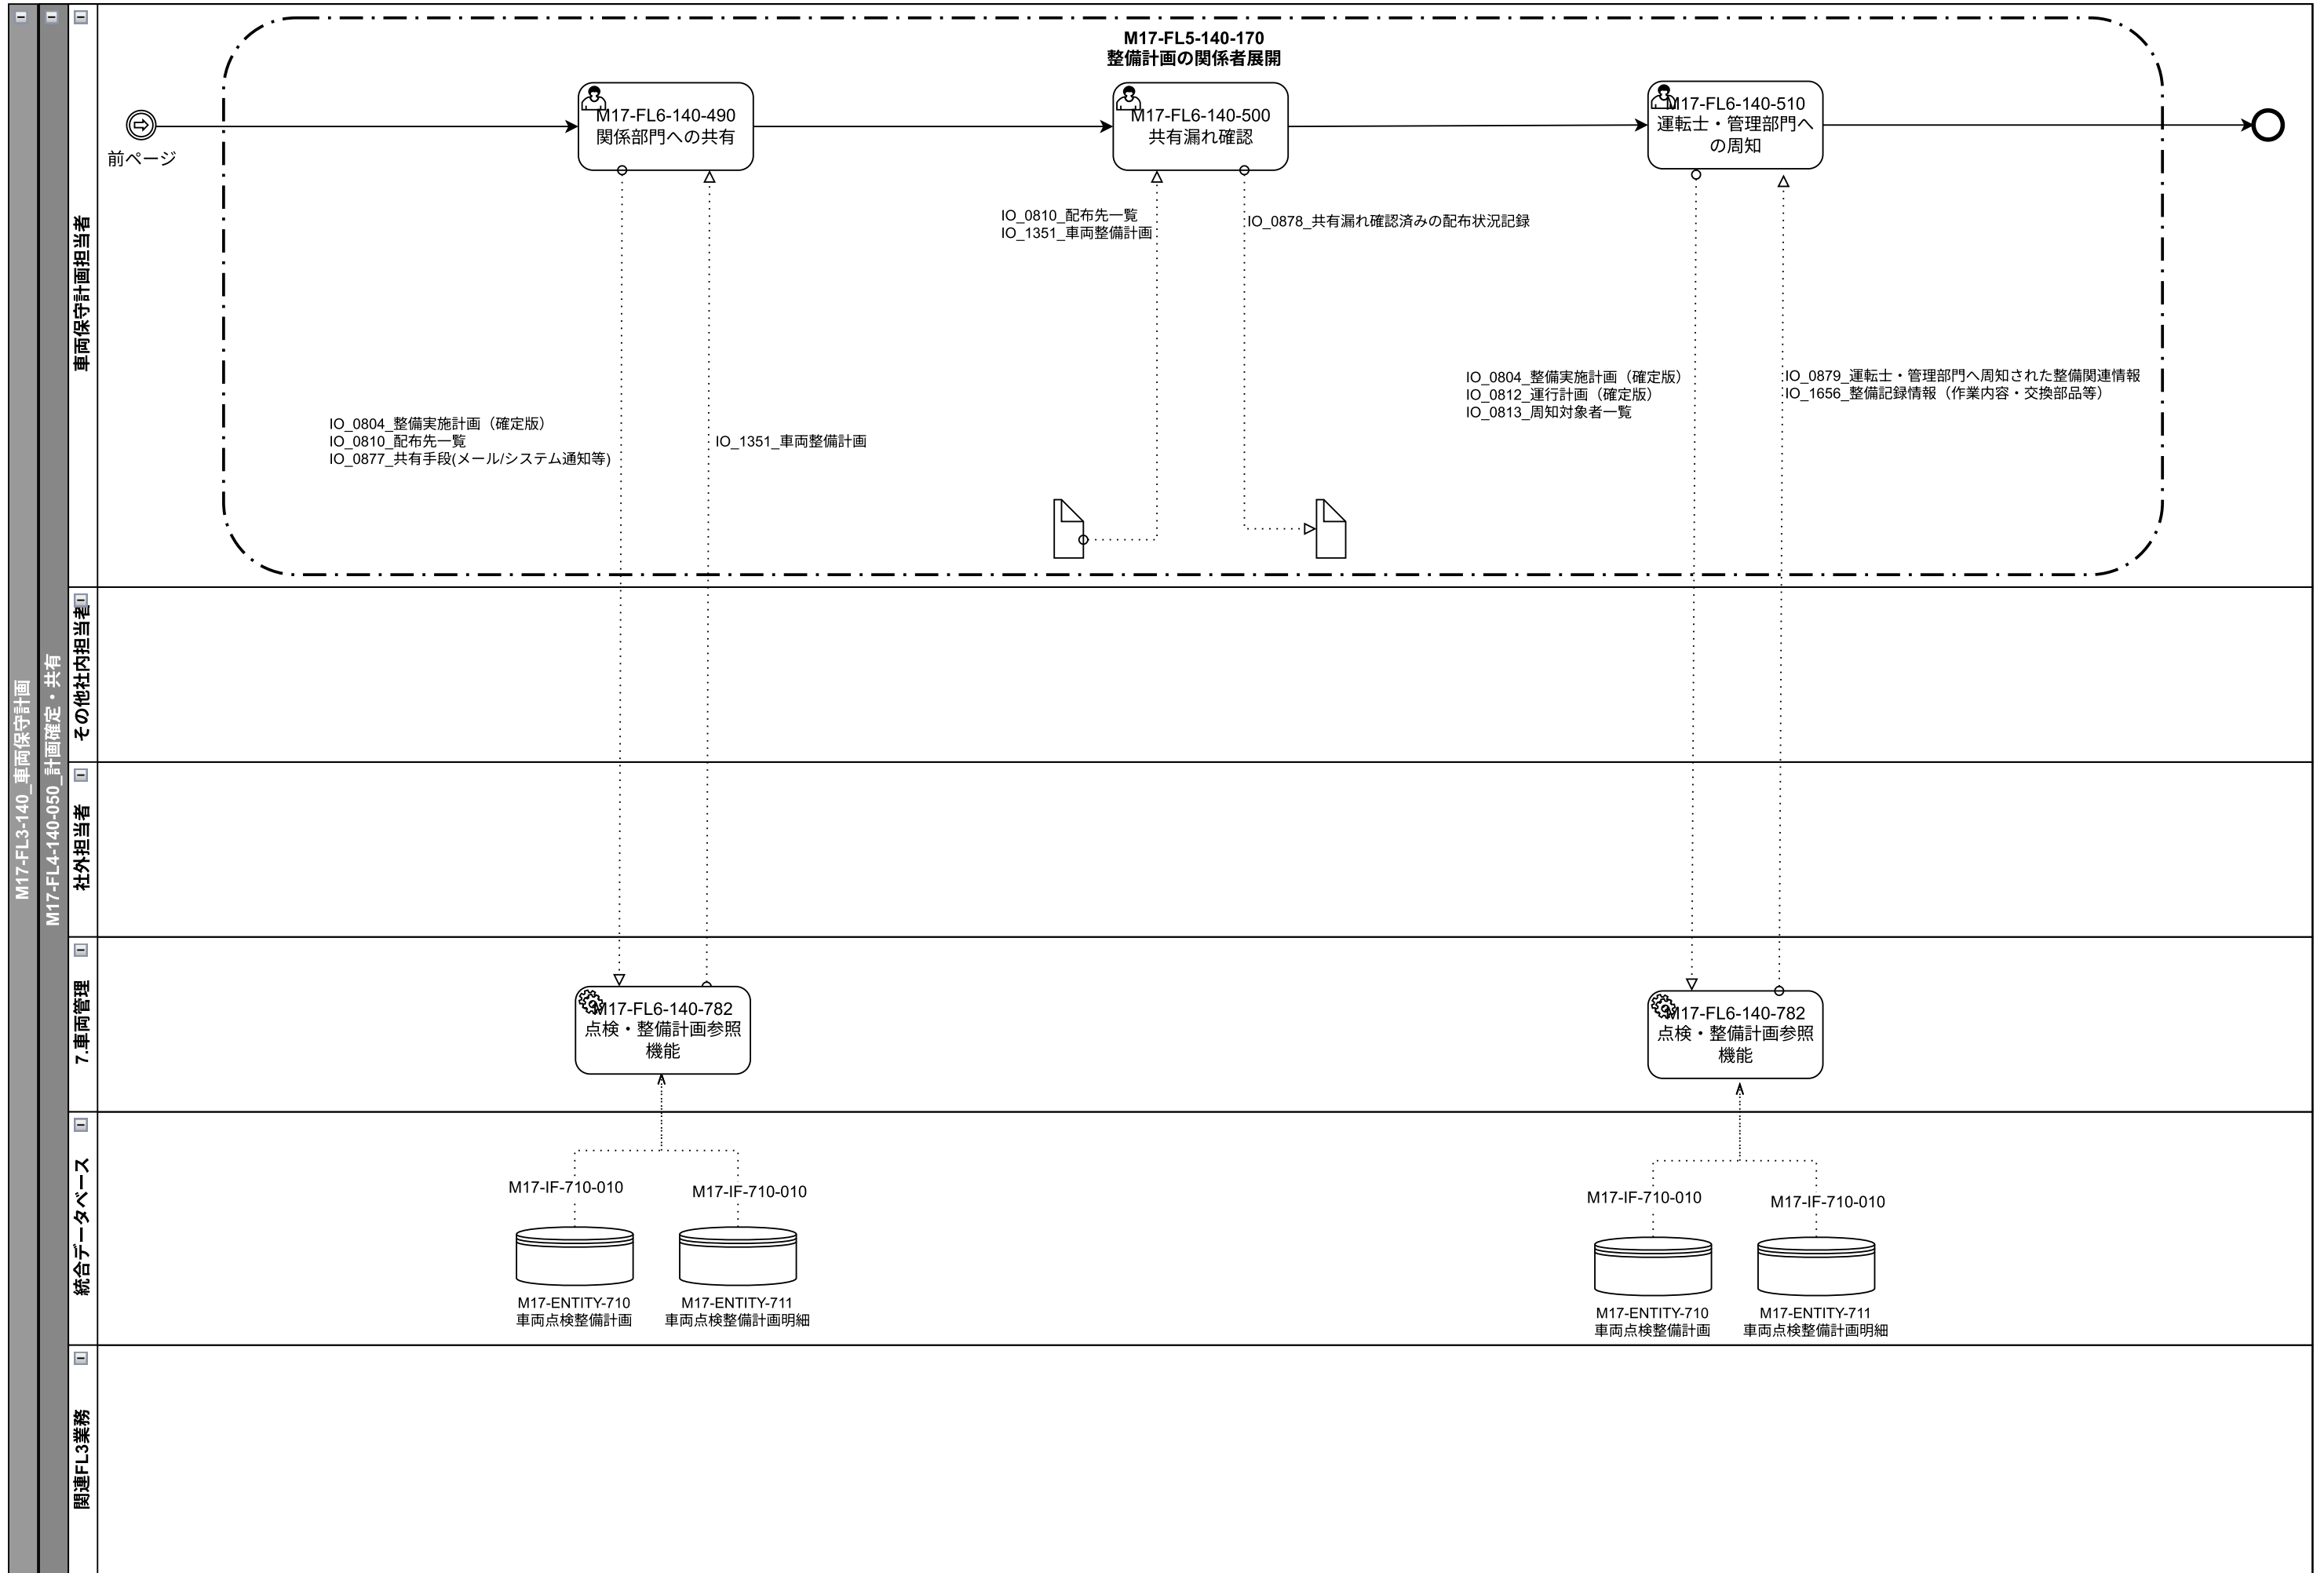 M17-FL3-140_車両保守計画
M17-FL4-140-050_計画確定・共有
車両保守計画担当者
M17-FL5-140-170
整備計画の関係者展開
前ページ
M17-FL6-140-490
関係部門への共有
M17-FL6-140-500
共有漏れ確認
M17-FL6-140-510
運転士・管理部門へ
の周知
IO_0810_配布先一覧
IO_1351_車両整備計画
IO_0878_共有漏れ確認済みの配布状況記録
IO_0804_整備実施計画（確定版）
IO_0812_運行計画（確定版）
IO_0813_周知対象者一覧
IO_0879_運転士・管理部門へ周知された整備関連情報
IO_1656_整備記録情報（作業内容・交換部品等）
IO_0804_整備実施計画（確定版）
IO_0810_配布先一覧
IO_0877_共有手段(メール/システム通知等)
IO_1351_車両整備計画
その他社内担当者
社外担当者
7.車両管理
M17-FL6-140-782
点検・整備計画参照
機能
M17-FL6-140-782
点検・整備計画参照
機能
統合データベース
M17-IF-710-010
M17-IF-710-010
M17-IF-710-010
M17-IF-710-010
M17-ENTITY-710
車両点検整備計画
M17-ENTITY-711
車両点検整備計画明細
M17-ENTITY-710
車両点検整備計画
M17-ENTITY-711
車両点検整備計画明細
関連FL3業務